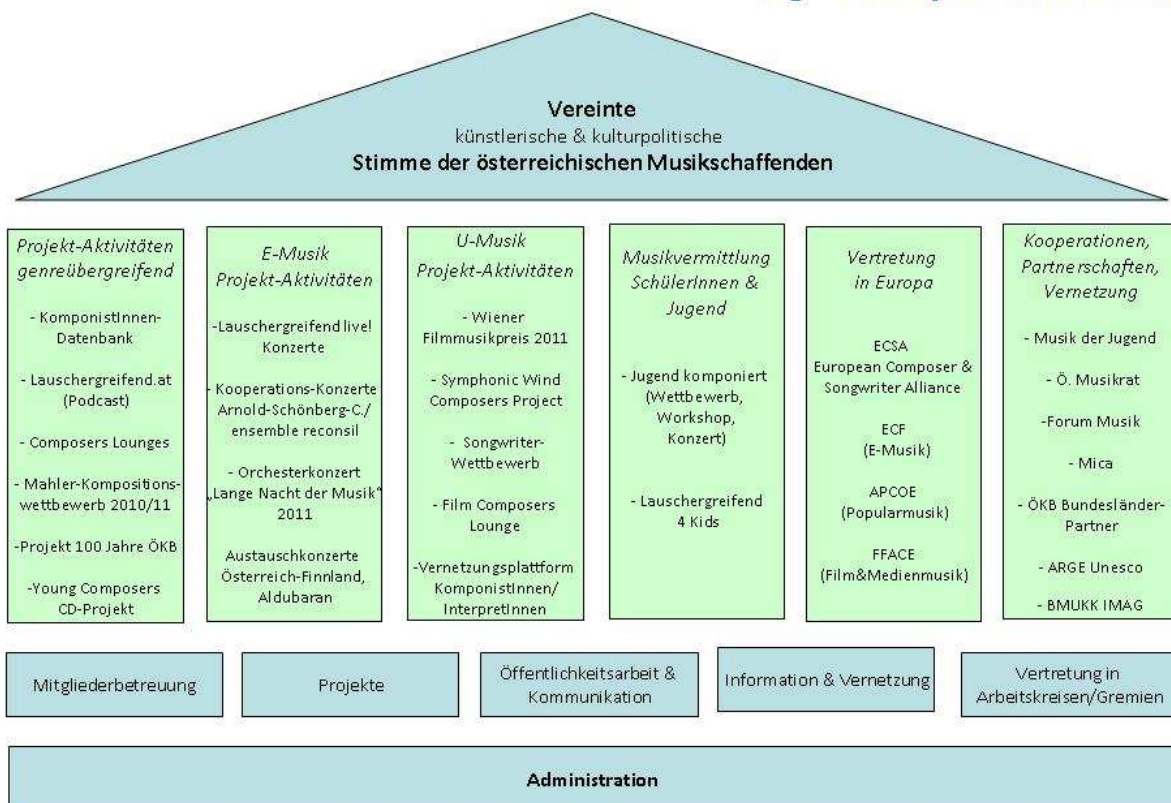 Vereinte
künstlerische & kulturpolitische
Stimme der österreichischen Musikschaffenden
Projekt-Aktivitäten
genreübergreifend
- KomponistInnen-
Datenbank
- Lauschergreifend.at
(Podcast)
- Composers Lounges
- Mahler-Kompositions-
wettbewerb 2010/11
-Projekt 100 Jahre ÖKB
-Young Composers
CD-Projekt
E-Musik
Projekt-Aktivitäten
-Lauschergreifend live!
Konzerte
- Kooperations-Konzerte
Arnold-Schönberg-C./
ensemble reconsil
- Orchesterkonzert
„Lange Nacht der Musik“
2011
Austauschkonzerte
Österreich-Finnland,
Aldubaran
U-Musik
Projekt-Aktivitäten
- Wiener
Filmmusikpreis 2011
- Symphonic Wind
Composers Project
- Songwriter-
Wettbewerb
- Film Composers
Lounge
-Vernetzungsplattform
KomponistInnen/
InterpretInnen
Musikvermittlung
SchülerInnen &
Jugend
- Jugend komponiert
(Wettbewerb,
Workshop,
Konzert)
- Lauschergreifend
4 Kids
Vertretung
in Europa
ECSA
European Composer &
Songwriter Alliance
ECF
(E-Musik)
APCOE
(Popularmusik)
FFACE
(Film&Medienmusik)
Kooperationen,
Partnerschaften,
Vernetzung
- Musik der Jugend
- Ö. Musikrat
-Forum Musik
- Mica
- ÖKB Bundesländer-
Partner
- ARGE Unesco
- BMUKK IMAG
Mitgliederbetreuung
Projekte
Öffentlichkeitsarbeit &
Kommunikation
Information & Vernetzung
Vertretung in
Arbeitskreisen/Gremien
Administration